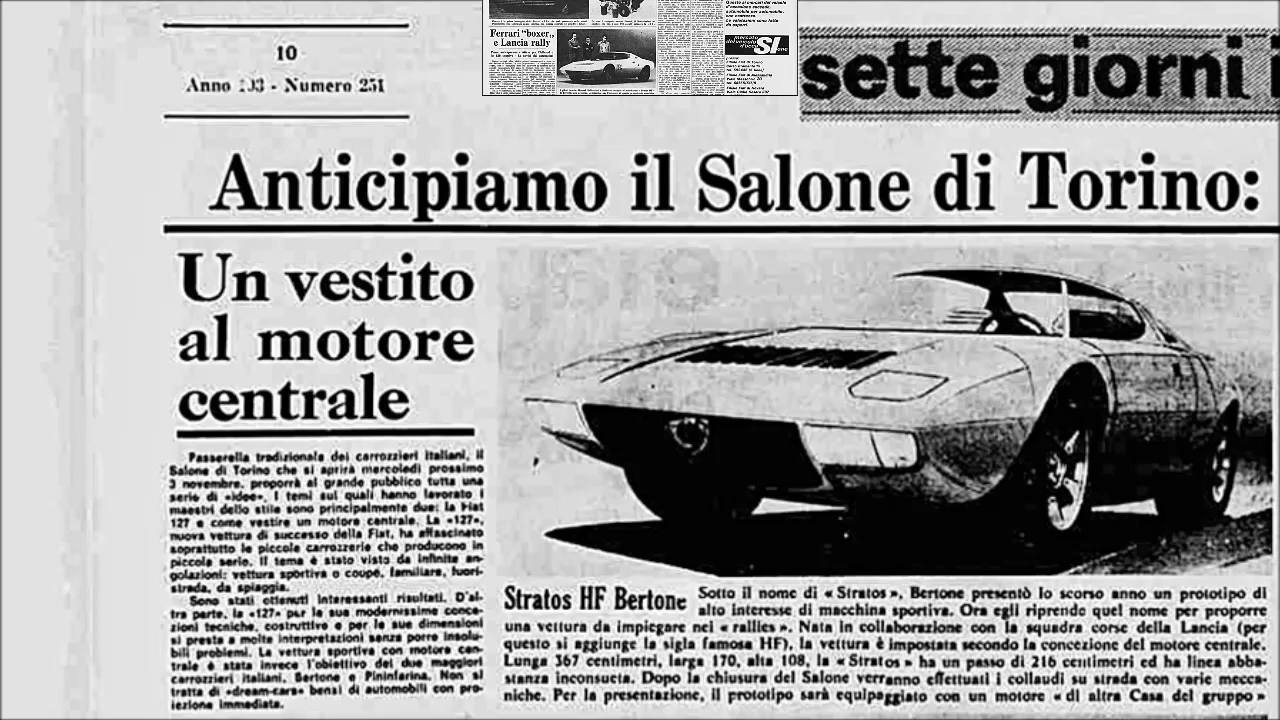 10
Anno 103 - Numero 251
Ferrari "boxer„
e Lancia rally
SI
sette giorni i
Anticipiamo il Salone di Torino:
Un vestito
al motore
centrale
Passerella tradizionale dei carrozzieri italiani, il
Salone di Torino che si aprirà mercoledì prossimo
3 novembre, proporrà al grande pubblico tutta una
serie di «idee». I temi sui quali hanno lavorato i
maestri dello stile sono principalmente due: la Fiat
127 e come vestire un motore centrale. La «127»,
nuova vettura di successo della Fiat, ha affascinato
soprattutto le piccole carrozzerie che producono in
piccola serie. Il tema è stato visto da infinite an-
golazioni: vettura sportiva o coupé, familiare, fuori-
strada, da spiaggia.
Sono stati ottenuti interessanti risultati. D'al-
tra parte, la «127» per le sue modernissime conce-
zioni tecniche, costruttive e per le sue dimensioni
si presta a molte interpretazioni senza porre insolu-
bili problemi. La vettura sportiva con motore cen-
trale è stata invece l'obiettivo dei due maggiori
carrozzieri italiani, Bertone e Pininfarina. Non si
tratta di «dream-cars» bensì di automobili con pro-
iezione immediata.
Stratos HF Bertone Sotto il nome di « Stratos », Bertone presentò lo scorso anno un prototipo di
alto interesse di macchina sportiva. Ora egli riprende quel nome per proporre
una vettura da impiegare nei « rallies ». Nata in collaborazione con la squadra corse della Lancia (per
questo si aggiunge la sigla famosa HF), la vettura è impostata secondo la concezione del motore centrale.
Lunga 367 centimetri, larga 170, alta 108, la « Stratos » ha un passo di 216 centimetri ed ha linea abba-
stanza inconsueta. Dopo la chiusura del Salone verranno effettuati i collaudi su strada con varie mecca-
niche. Per la presentazione, il prototipo sarà equipaggiato con un motore « di altra Casa del gruppo »